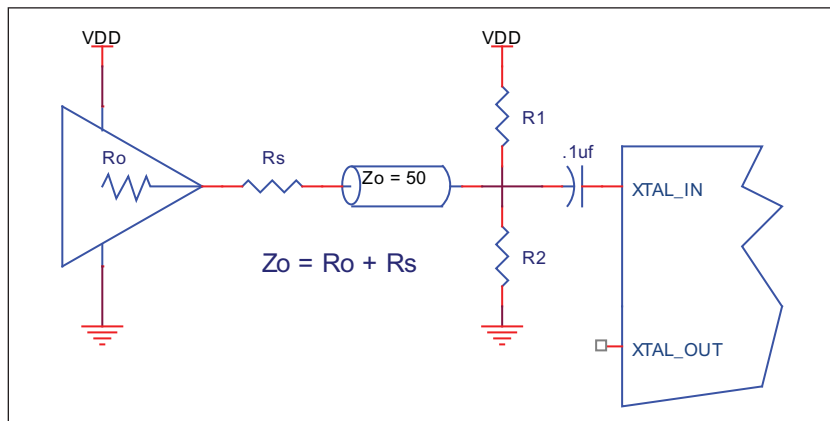 VDD
VDD
R1
Ro
Rs
Zo = 50
.1uf
XTAL_IN
R2
Zo = Ro + Rs
XTAL_OUT